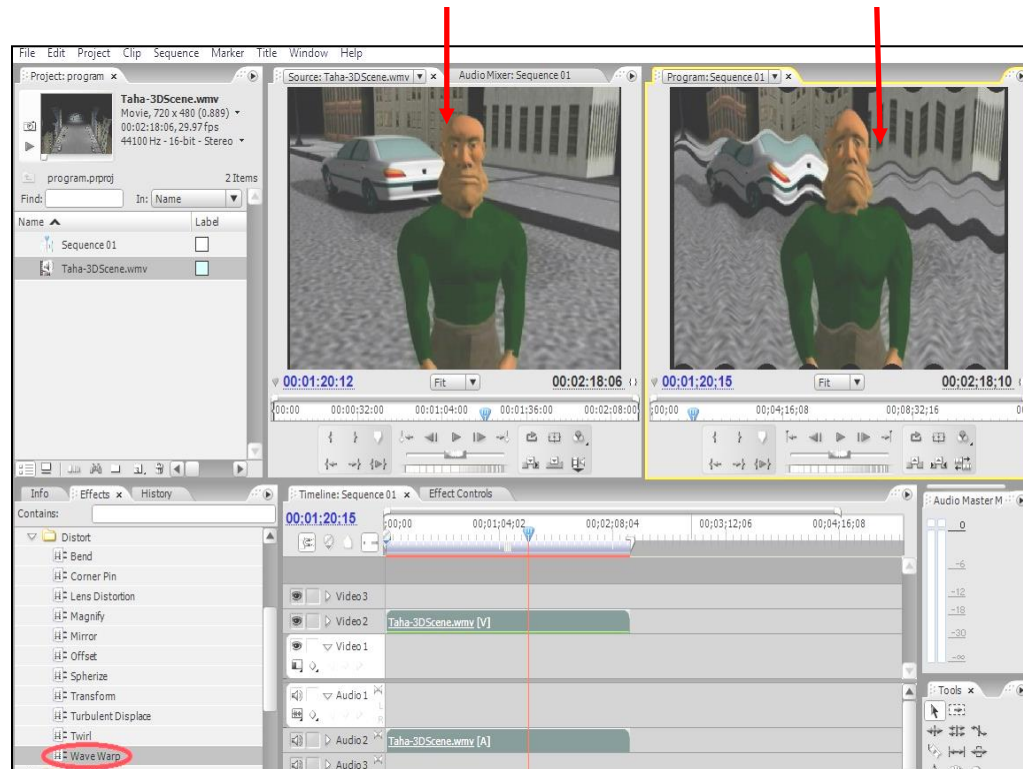 File Edit Project Clip Sequence Marker Title Window Help
Project: program
Taha-3DScene.wmv
Movie, 720 x 480 (0.889)
00:02:18:06, 29.97 fps
44100 Hz - 16-bit - Stereo
program.prproj 2 Items
Find: In: Name
Name Label
Sequence 01
Taha-3DScene.wmv
Source: Taha-3DScene.wmv Audio Mixer: Sequence 01
00:01:20:12 Fit 00:02:18:06
00:00 00:00:32:00 00:01:04:00 00:01:36:00 00:02:08:00
Program: Sequence 01
00;01;20;15 Fit 00;02;18;10
;00;00 00;04;16;08 00;08;32;16 00
Info Effects History
Contains:
Distort
Bend
Corner Pin
Lens Distortion
Magnify
Mirror
Offset
Spherize
Transform
Turbulent Displace
Twirl
Wave Warp
Timeline: Sequence 01 Effect Controls
00;01;20;15
;00;00 00;01;04;02 00;02;08;04 00;03;12;06 00;04;16;08
Video 3
Video 2 Taha-3DScene.wmv [V]
Video 1
Audio 1
L
R
Audio 2 Taha-3DScene.wmv [A]
Audio 3
Audio Master M
0
-6
-12
-18
-30
-∞
Tools